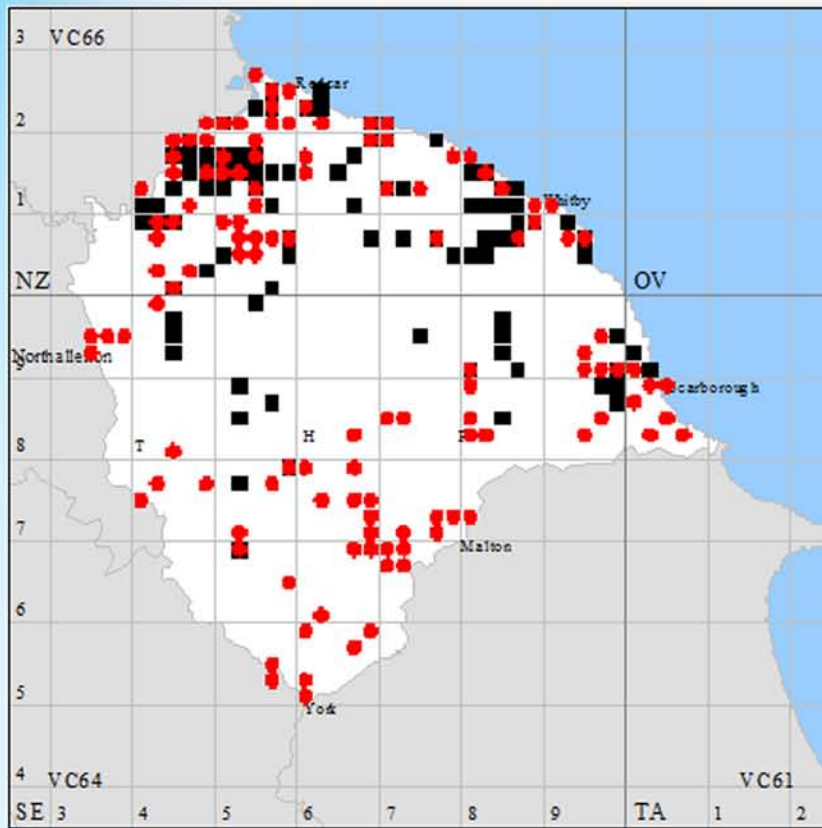 3 VC66
Redcar
2
1 Whitby
NZ OV
Northallerton
9 Scarborough
T H P
8
7 Malton
6
5 York
4 VC64 VC61
SE 3 4 5 6 7 8 9 TA 1 2